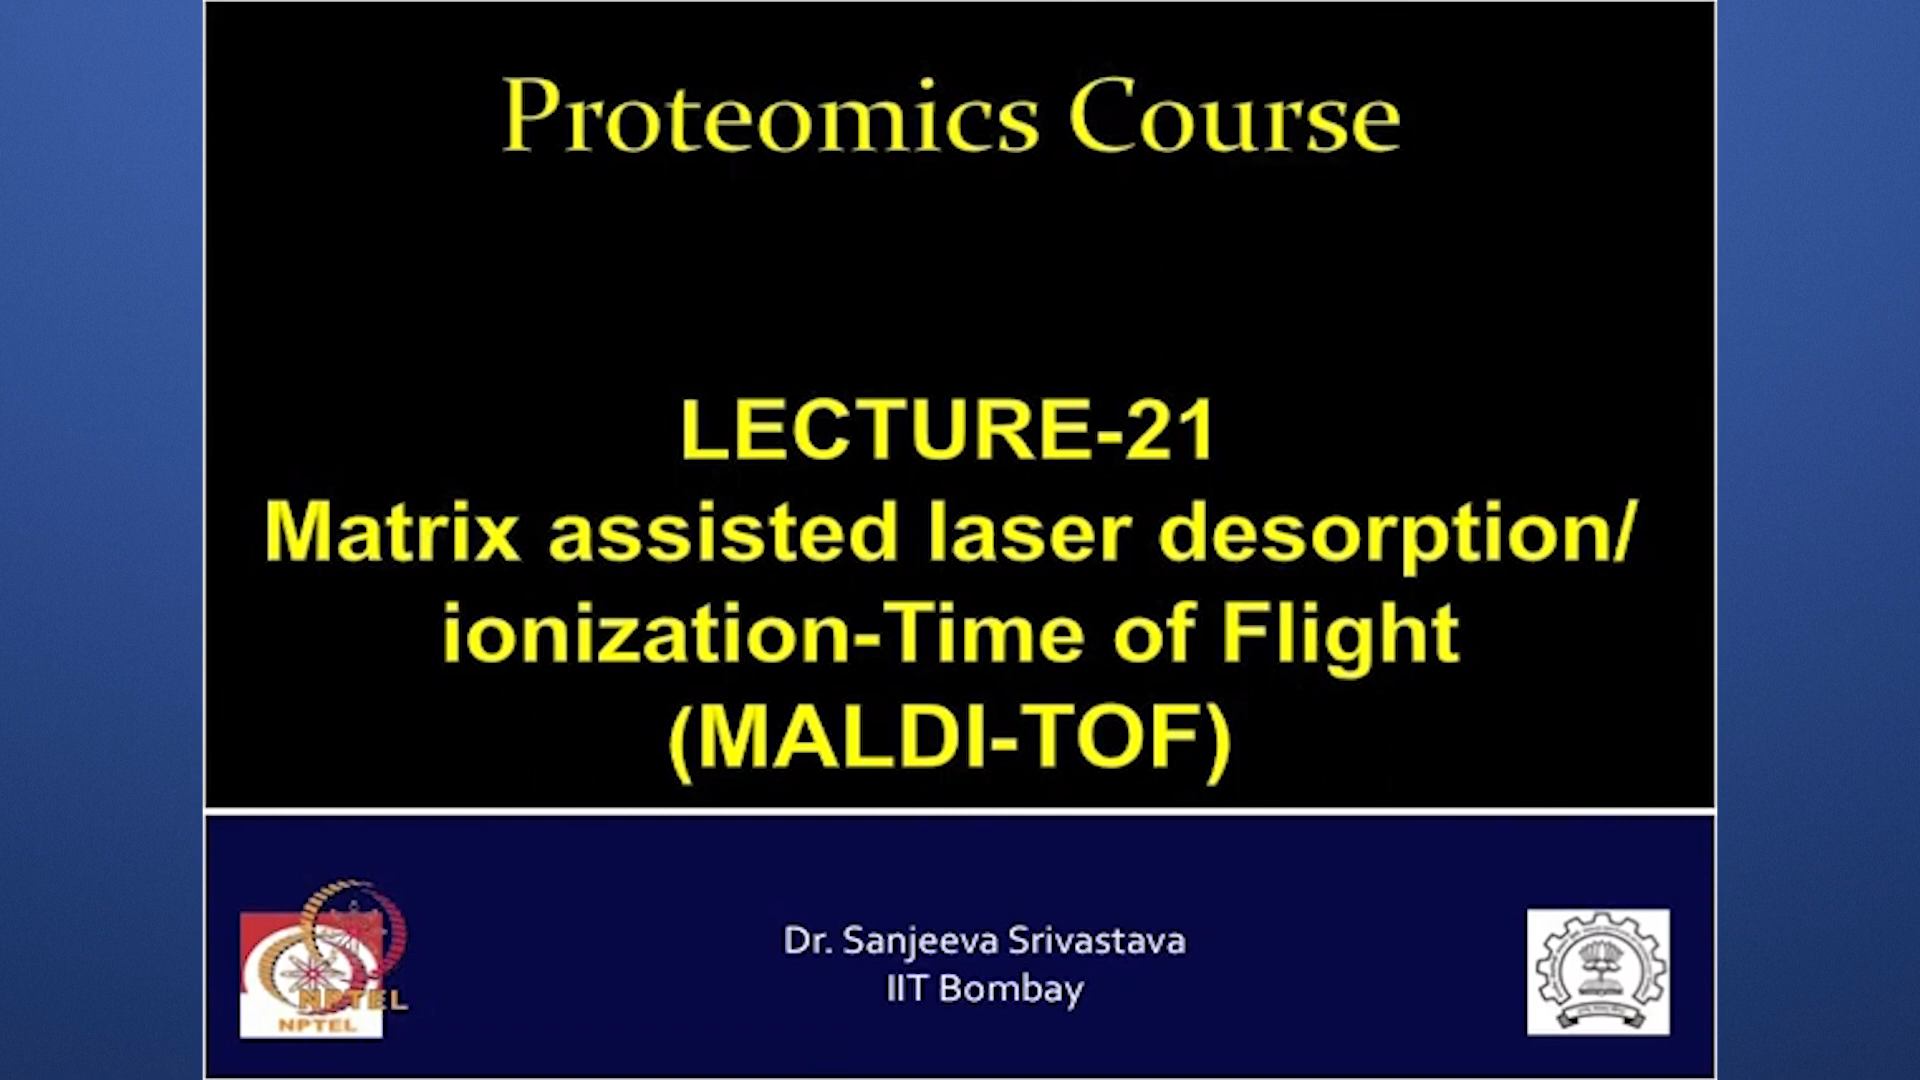 Proteomics Course
LECTURE-21
Matrix assisted laser desorption/
ionization-Time of Flight
(MALDI-TOF)
Dr. Sanjeeva Srivastava
IIT Bombay
NPTEL
NPTEL